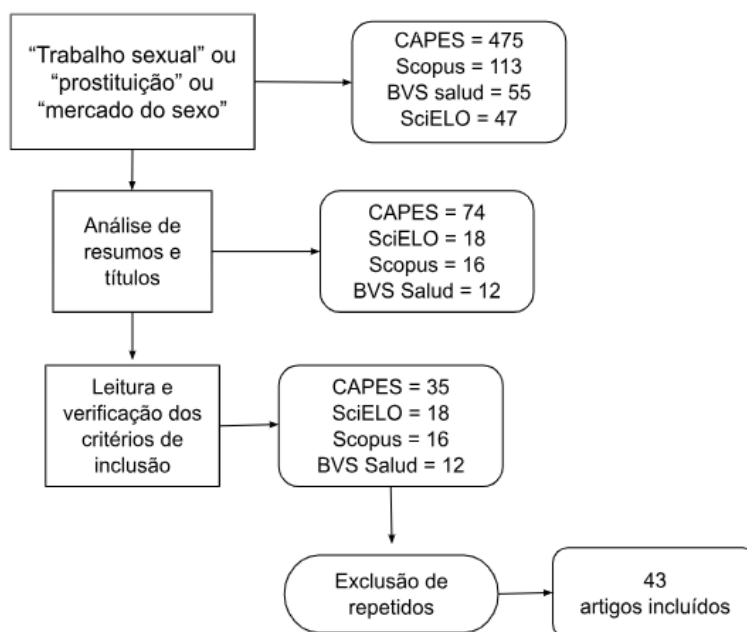 “Trabalho sexual” ou
“prostituição” ou
“mercado do sexo”
CAPES = 475
Scopus = 113
BVS salud = 55
SciELO = 47
Análise de
resumos e
títulos
CAPES = 74
SciELO = 18
Scopus = 16
BVS Salud = 12
Leitura e
verificação dos
critérios de
inclusão
CAPES = 35
SciELO = 18
Scopus = 16
BVS Salud = 12
Exclusão de
repetidos
43
artigos incluídos